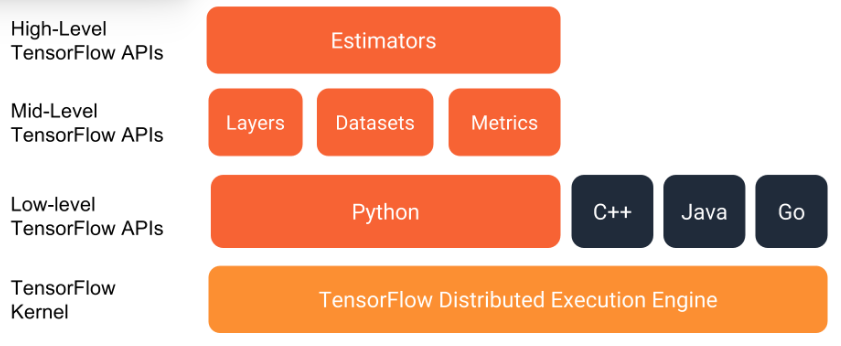 High-Level
TensorFlow APIs
Estimators
Mid-Level
TensorFlow APIs
Layers
Datasets
Metrics
Low-level
TensorFlow APIs
Python
C++
Java
Go
TensorFlow
Kernel
TensorFlow Distributed Execution Engine